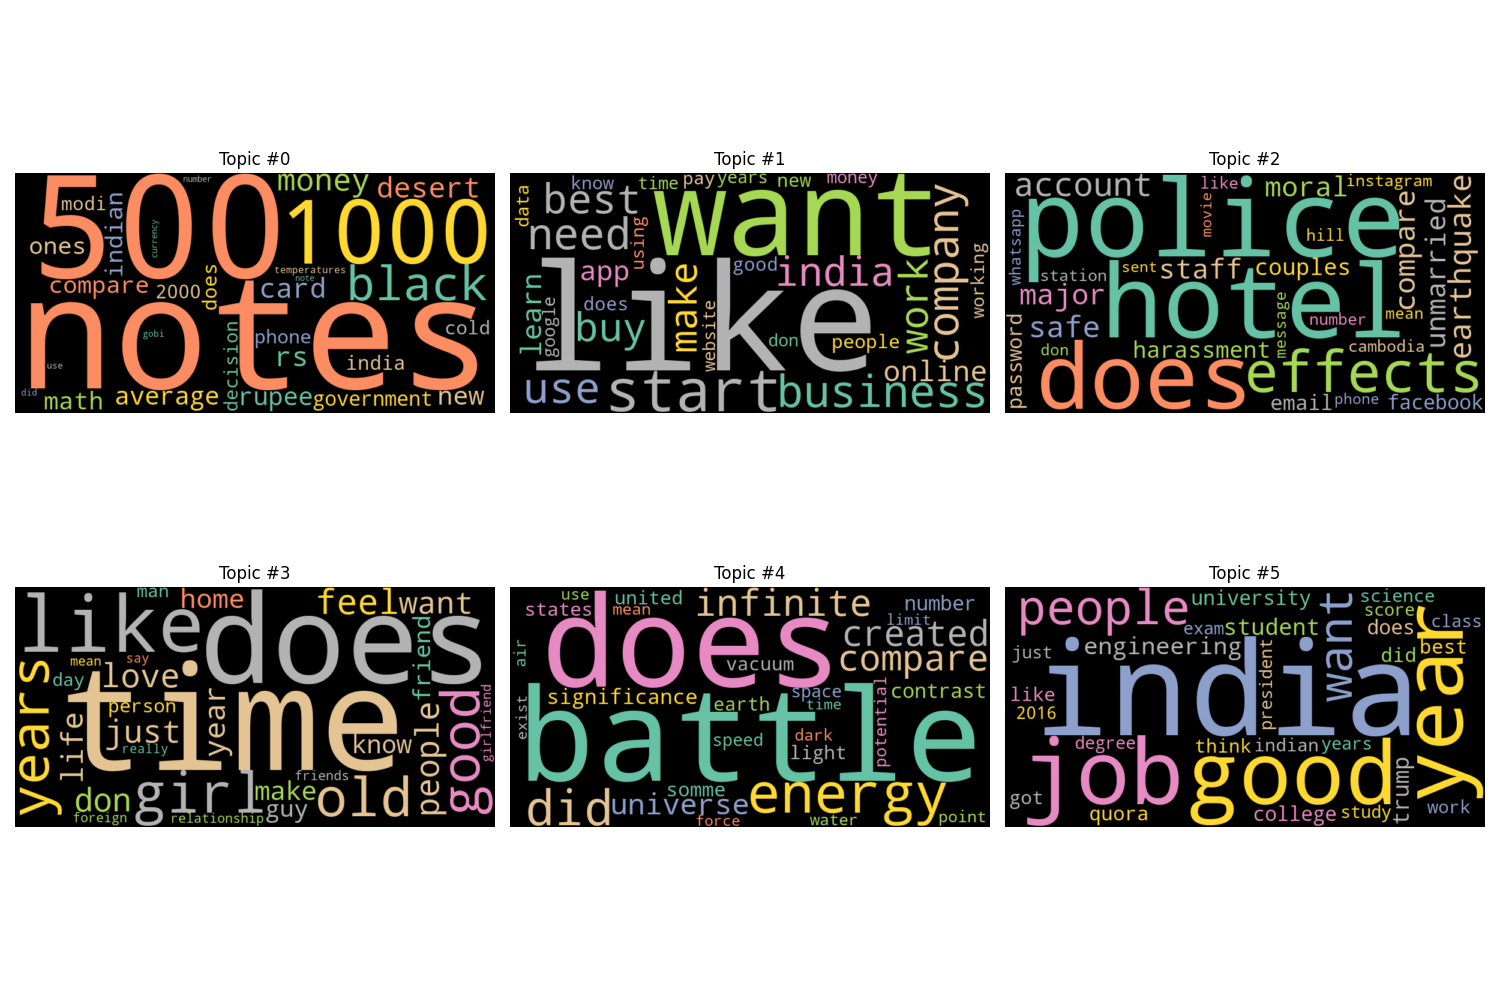 Topic #0
number
500
money
desert
modi
indian
currency
1000
ones
temperatures
note
does
black
compare
2000
card
notes
gobi
cold
phone
decision
rs
india
use
did
math
average
rupee
government
new
Topic #1
data
know
time
pay
years
new
money
best
want
company
need
using
app
good
india
work
working
learn
google
like
does
make
website
buy
don
people
online
use
start
business
Topic #2
account
like
moral
instagram
police
movie
hill
compare
unmarried
earthquake
whatsapp
station
sent
staff
couples
major
hotel
safe
message
number
mean
password
don
harassment
cambodia
does
effects
email
phone
facebook
Topic #3
man
home
feel
want
like
does
friend
mean
say
years
day
love
time
person
year
good
girlfriend
life
just
really
know
people
friends
don
girl
make
guy
old
foreign
relationship
Topic #4
use
united
infinite
number
states
mean
limit
does
created
air
vacuum
compare
significance
earth
space
time
contrast
potential
exist
battle
speed
dark
light
somme
did
universe
energy
force
water
point
Topic #5
people
university
want
science
score
exam
student
does
class
just
engineering
did
best
year
like
india
president
2016
degree
think
indian
years
job
good
trump
got
quora
college
study
work